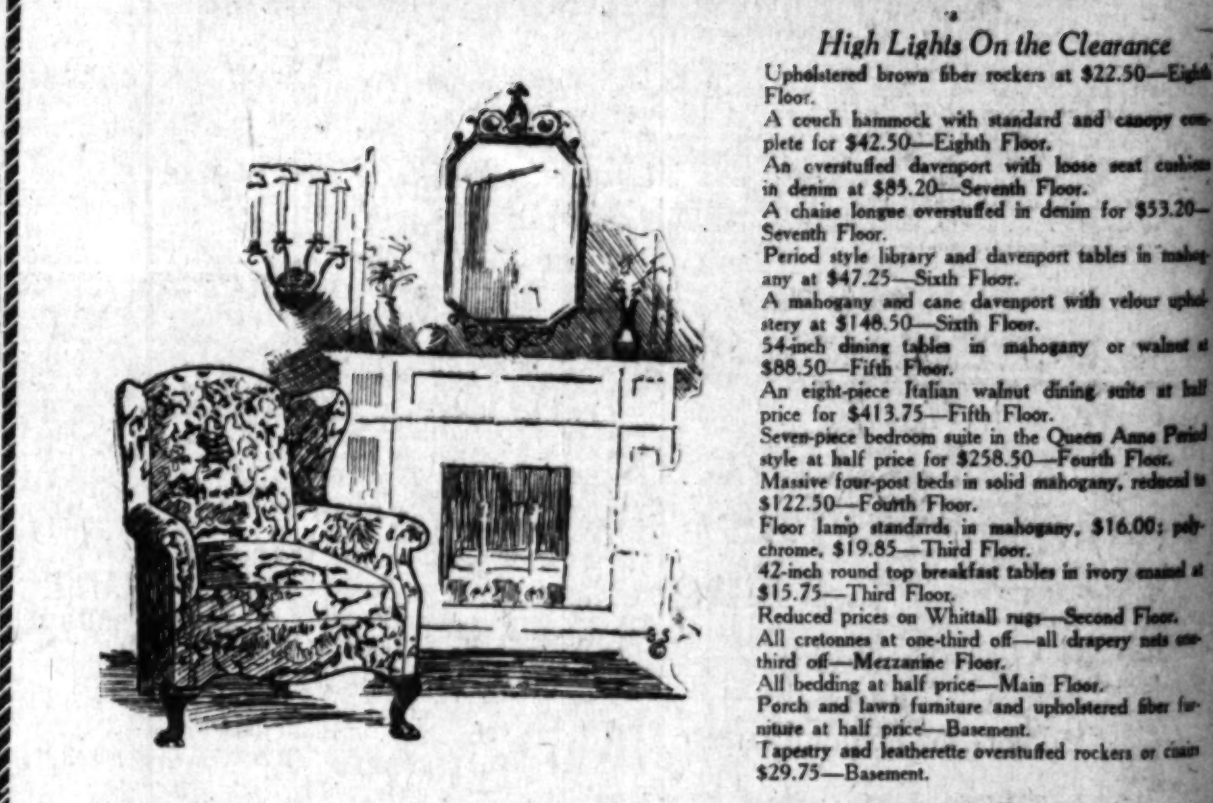 High Lights On the Clearance
Upholstered brown fiber rockers at $22.50—Eighth
Floor.
A couch hammock with standard and canopy com-
plete for $42.50—Eighth Floor.
An overstuffed davenport with loose seat cushions
in denim at $85.20—Seventh Floor.
A chaise longue overstuffed in denim for $53.20—
Seventh Floor.
Period style library and davenport tables in mahog-
any at $47.25—Sixth Floor.
A mahogany and cane davenport with velour uphol-
stery at $148.50—Sixth Floor.
54-inch dining tables in mahogany or walnut at
$88.50—Fifth Floor.
An eight-piece Italian walnut dining suite at half
price for $413.75—Fifth Floor.
Seven-piece bedroom suite in the Queen Anne Period
style at half price for $258.50—Fourth Floor.
Massive four-post beds in solid mahogany, reduced to
$122.50—Fourth Floor.
Floor lamp standards in mahogany, $16.00; poly-
chrome, $19.85—Third Floor.
42-inch round top breakfast tables in ivory enamel at
$15.75—Third Floor.
Reduced prices on Whittall rugs—Second Floor.
All cretonnes at one-third off—all drapery nets one-
third off—Mezzanine Floor.
All bedding at half price—Main Floor.
Porch and lawn furniture and upholstered fiber fur-
niture at half price—Basement.
Tapestry and leatherette overstuffed rockers or chairs
$29.75—Basement.